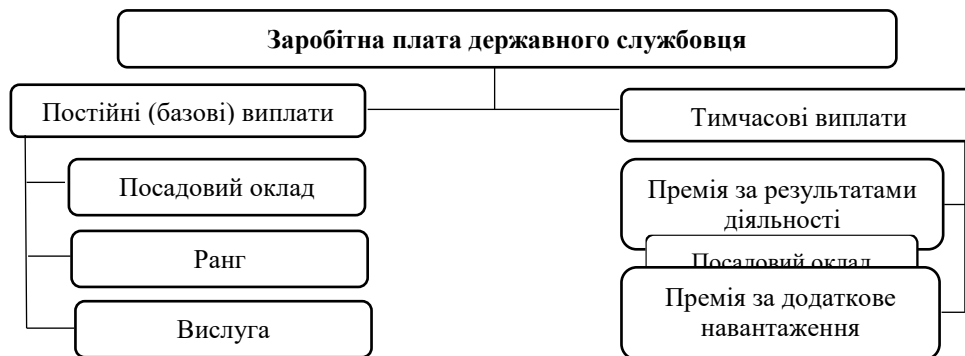 Заробітна плата державного службовця
Постійні (базові) виплати
Тимчасові виплати
Посадовий оклад
Ранг
Вислуга
Премія за результатами
діяльності
Посадовий оклад
Премія за додаткове
навантаження